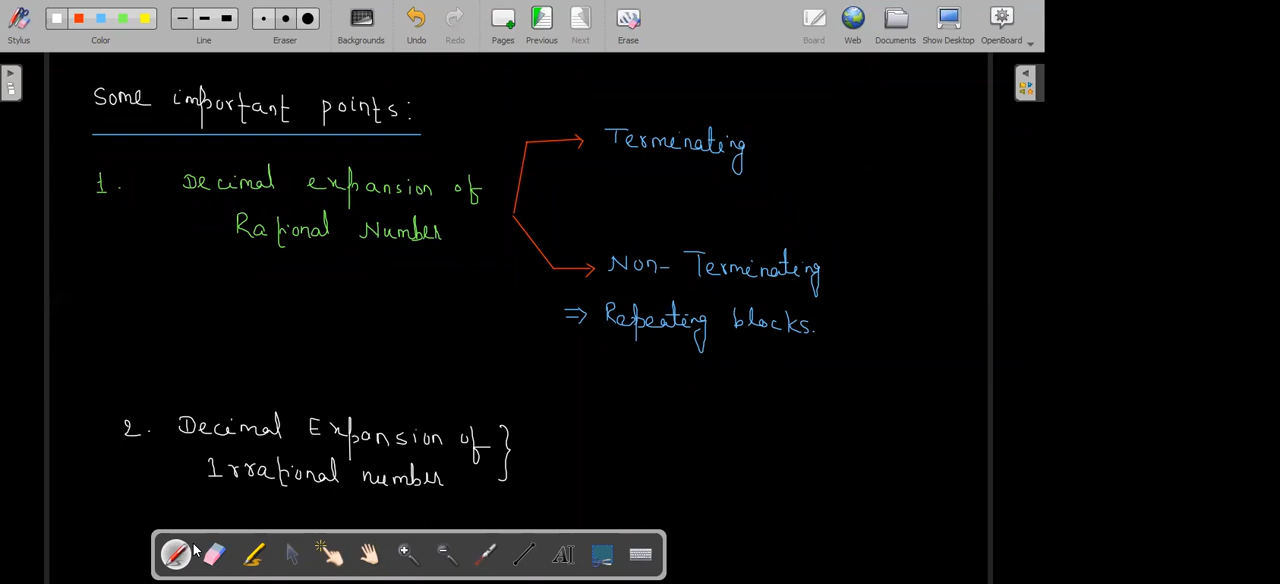 Stylus Color Line Eraser Backgrounds Undo Redo Pages Previous Next Erase Board Web Documents Show Desktop OpenBoard
Some important points:
1. Decimal expansion of
Rational Number
Terminating
Non-Terminating
⇒ Repeating blocks.
2. Decimal Expansion of
Irrational number }
AI